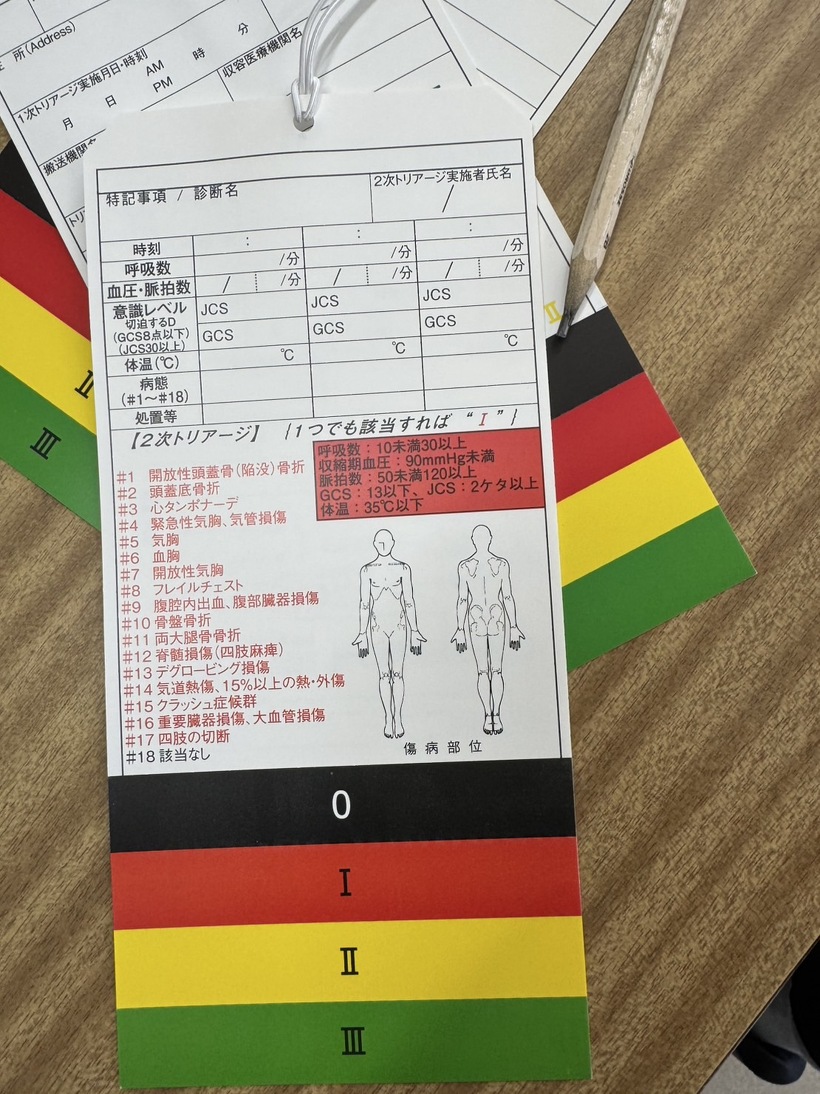 所(Address)
1次トリアージ実施月日・時刻
AM 時 分
月 日 PM
収容医療機関名
搬送機関
特記事項 / 診断名
2次トリアージ実施者氏名
/
時刻 : : :
呼吸数 /分 /分 /分
血圧・脈拍数 / /分 / /分 / /分
意識レベル JCS JCS JCS
切迫するD
(GCS8点以下) GCS GCS GCS
(JCS30以上)
体温(℃) ℃ ℃ ℃
病態
(#1〜#18)
処置等
【2次トリアージ】 {1つでも該当すれば “I”}
呼吸数:10未満30以上
収縮期血圧:90mmHg未満
脈拍数:50未満120以上
GCS:13以下、JCS:2ケタ以上
体温:35℃以下
#1 開放性頭蓋骨(陥没)骨折
#2 頭蓋底骨折
#3 心タンポナーデ
#4 緊急性気胸、気管損傷
#5 気胸
#6 血胸
#7 開放性気胸
#8 フレイルチェスト
#9 腹腔内出血、腹部臓器損傷
#10 骨盤骨折
#11 両大腿骨骨折
#12 脊髄損傷(四肢麻痺)
#13 デグロービング損傷
#14 気道熱傷、15%以上の熱・外傷
#15 クラッシュ症候群
#16 重要臓器損傷、大血管損傷
#17 四肢の切断
#18 該当なし
傷病部位
0
I
II
III
II
III
II